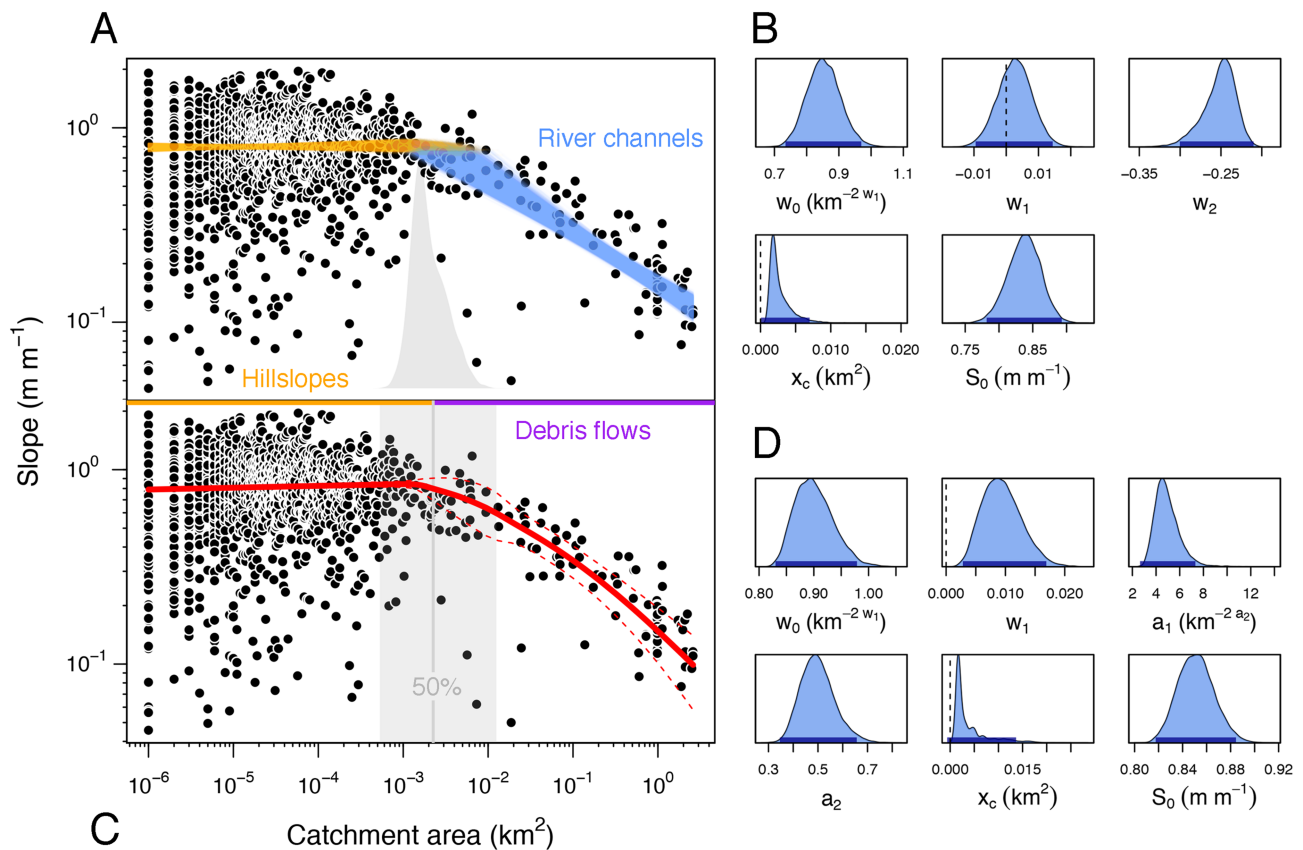 A
B
10⁰
10⁻¹
River channels
Hillslopes
0.7 0.9 1.1
w₀ (km⁻² ʷ¹)
−0.01 0.01
w₁
−0.35 −0.25
w₂
0.000 0.010 0.020
x꜀ (km²)
0.75 0.85
S₀ (m m⁻¹)
Slope (m m⁻¹)
Debris flows
10⁰
10⁻¹
50%
10⁻⁶ 10⁻⁵ 10⁻⁴ 10⁻³ 10⁻² 10⁻¹ 10⁰
Catchment area (km²)
C
D
0.80 0.90 1.00
w₀ (km⁻² ʷ¹)
0.000 0.010 0.020
w₁
2 4 6 8 12
a₁ (km⁻² ᵃ²)
0.3 0.5 0.7
a₂
0.000 0.015
x꜀ (km²)
0.80 0.84 0.88 0.92
S₀ (m m⁻¹)